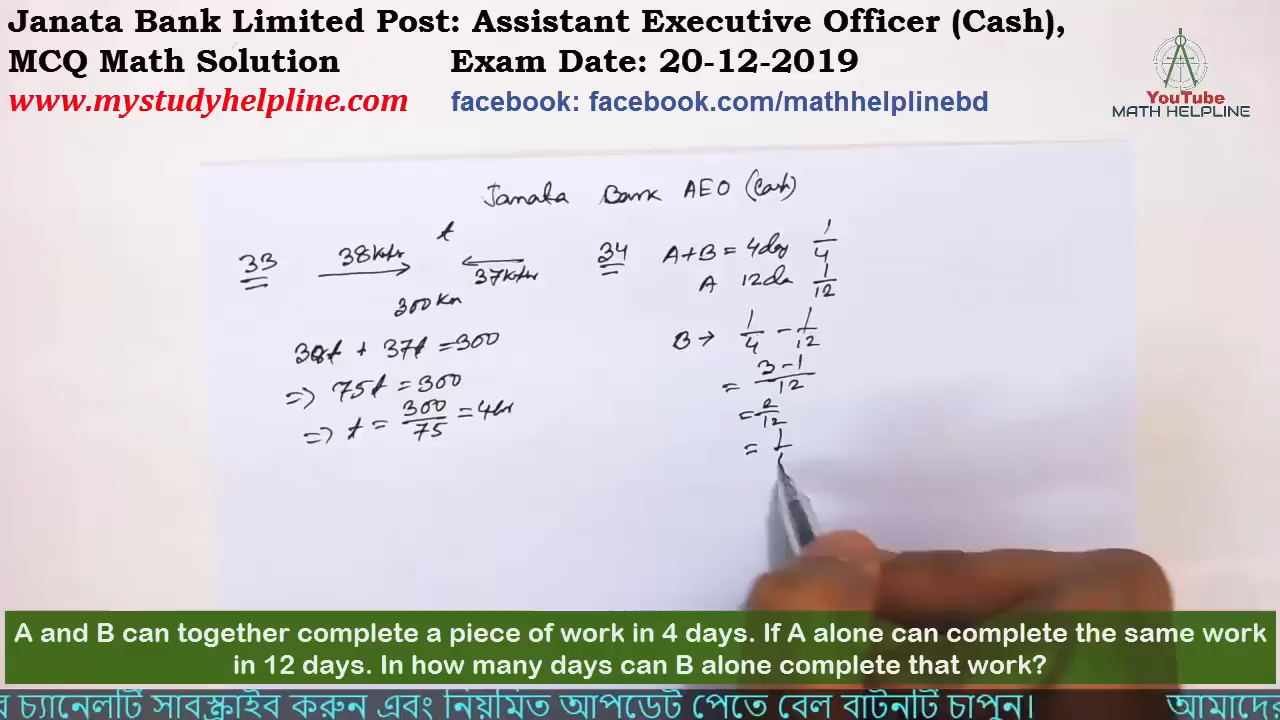 Janata Bank Limited Post: Assistant Executive Officer (Cash),
MCQ Math Solution Exam Date: 20-12-2019
www.mystudyhelpline.com facebook: facebook.com/mathhelplinebd
YouTube
MATH HELPLINE
Janata Bank AEO (Cash)
33
38km/hr
t
37km/hr
300 Km
38t + 37t = 300
=> 75t = 300
=> t = 300/75 = 4hr
34
A+B = 4day 1/4
A 12da 1/12
B → 1/4 - 1/12
= 3-1/12
= 2/12
= 1/
A and B can together complete a piece of work in 4 days. If A alone can complete the same work
in 12 days. In how many days can B alone complete that work?
র চ্যানেলটি সাবস্ক্রাইব করুন এবং নিয়মিত আপডেট পেতে বেল বাটনটি চাপুন। আমাদের